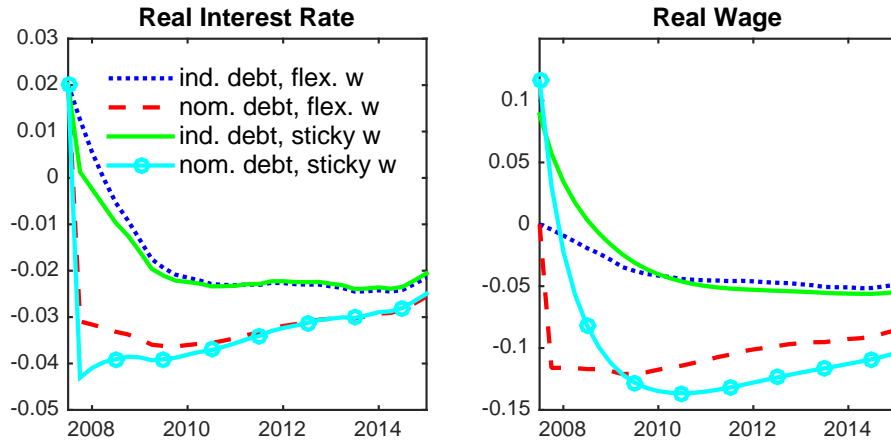 Real Interest Rate
0.03
0.02
0.01
0
-0.01
-0.02
-0.03
-0.04
-0.05
2008 2010 2012 2014
ind. debt, flex. w
nom. debt, flex. w
ind. debt, sticky w
nom. debt, sticky w
Real Wage
0.1
0.05
0
-0.05
-0.1
-0.15
2008 2010 2012 2014